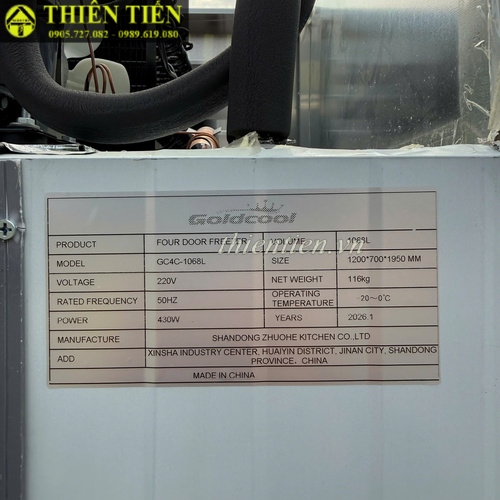 THIÊN TIẾN
0905.727.082 - 0989.619.080
Goldcool
PRODUCT FOUR DOOR FREEZER VOLUME 1068L
MODEL GC4C-1068L SIZE 1200*700*1950 MM
VOLTAGE 220V NET WEIGHT 116kg
RATED FREQUENCY 50HZ OPERATING TEMPERATURE -20~0℃
POWER 430W YEARS 2026.1
MANUFACTURE SHANDONG ZHUOHE KITCHEN CO.,LTD
ADD XINSHA INDUSTRY CENTER, HUAIYIN DISTRICT, JINAN CITY, SHANDONG
PROVINCE, CHINA
MADE IN CHINA
thientien.vn